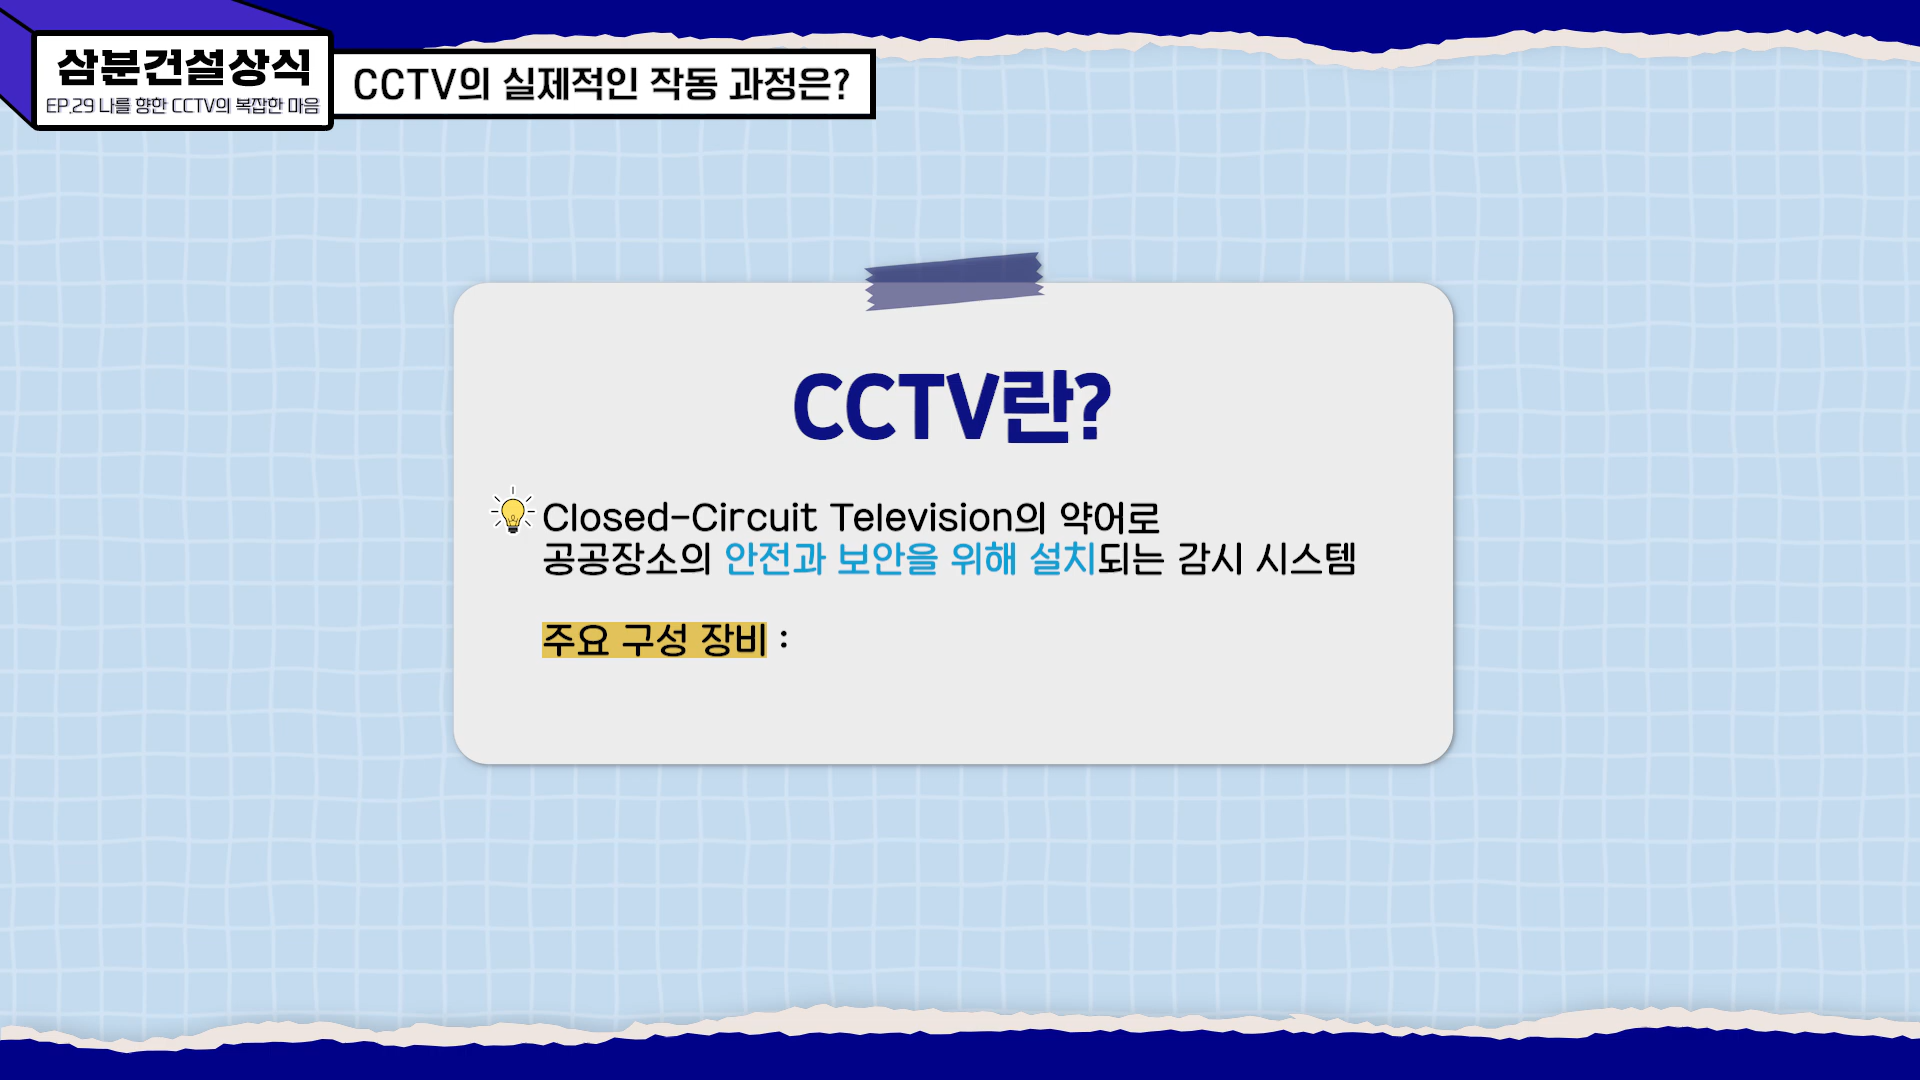 삼분건설상식
EP.29 나를 향한 CCTV의 복잡한 마음
CCTV의 실제적인 작동 과정은?
CCTV란?
Closed-Circuit Television의 약어로
공공장소의 안전과 보안을 위해 설치되는 감시 시스템
주요 구성 장비 :